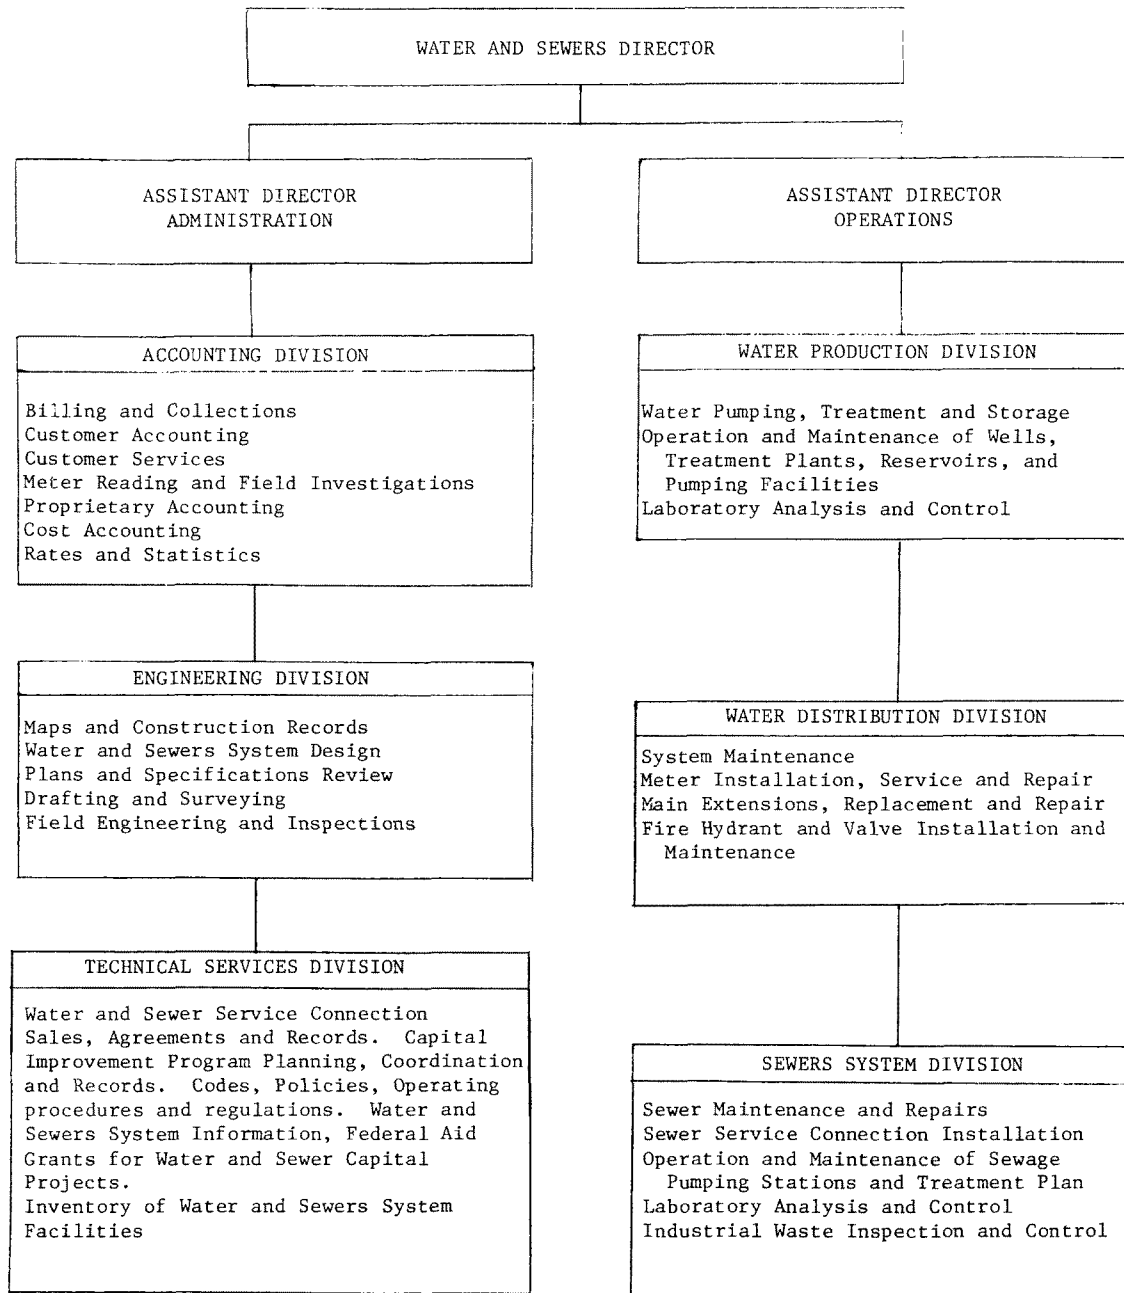 WATER AND SEWERS DIRECTOR
ASSISTANT DIRECTOR
ADMINISTRATION
ASSISTANT DIRECTOR
OPERATIONS
ACCOUNTING DIVISION
Billing and Collections
Customer Accounting
Customer Services
Meter Reading and Field Investigations
Proprietary Accounting
Cost Accounting
Rates and Statistics
WATER PRODUCTION DIVISION
Water Pumping, Treatment and Storage
Operation and Maintenance of Wells,
Treatment Plants, Reservoirs, and
Pumping Facilities
Laboratory Analysis and Control
ENGINEERING DIVISION
Maps and Construction Records
Water and Sewers System Design
Plans and Specifications Review
Drafting and Surveying
Field Engineering and Inspections
WATER DISTRIBUTION DIVISION
System Maintenance
Meter Installation, Service and Repair
Main Extensions, Replacement and Repair
Fire Hydrant and Valve Installation and
Maintenance
TECHNICAL SERVICES DIVISION
Water and Sewer Service Connection
Sales, Agreements and Records. Capital
Improvement Program Planning, Coordination
and Records. Codes, Policies, Operating
procedures and regulations. Water and
Sewers System Information, Federal Aid
Grants for Water and Sewer Capital
Projects.
Inventory of Water and Sewers System
Facilities
SEWERS SYSTEM DIVISION
Sewer Maintenance and Repairs
Sewer Service Connection Installation
Operation and Maintenance of Sewage
Pumping Stations and Treatment Plan
Laboratory Analysis and Control
Industrial Waste Inspection and Control